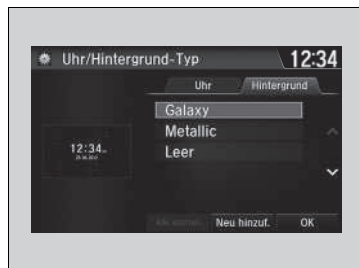 Uhr/Hintergrund-Typ 12:34
Uhr Hintergrund
Galaxy
Metallic
Leer
12:34
Neu hinzuf. OK